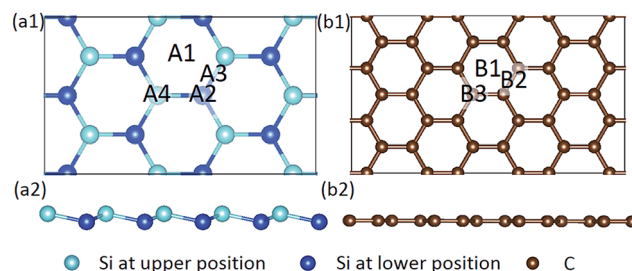 (a1)
A1
A3
A4 A2
(b1)
B1
B2
B3
(a2)
(b2)
Si at upper position Si at lower position C